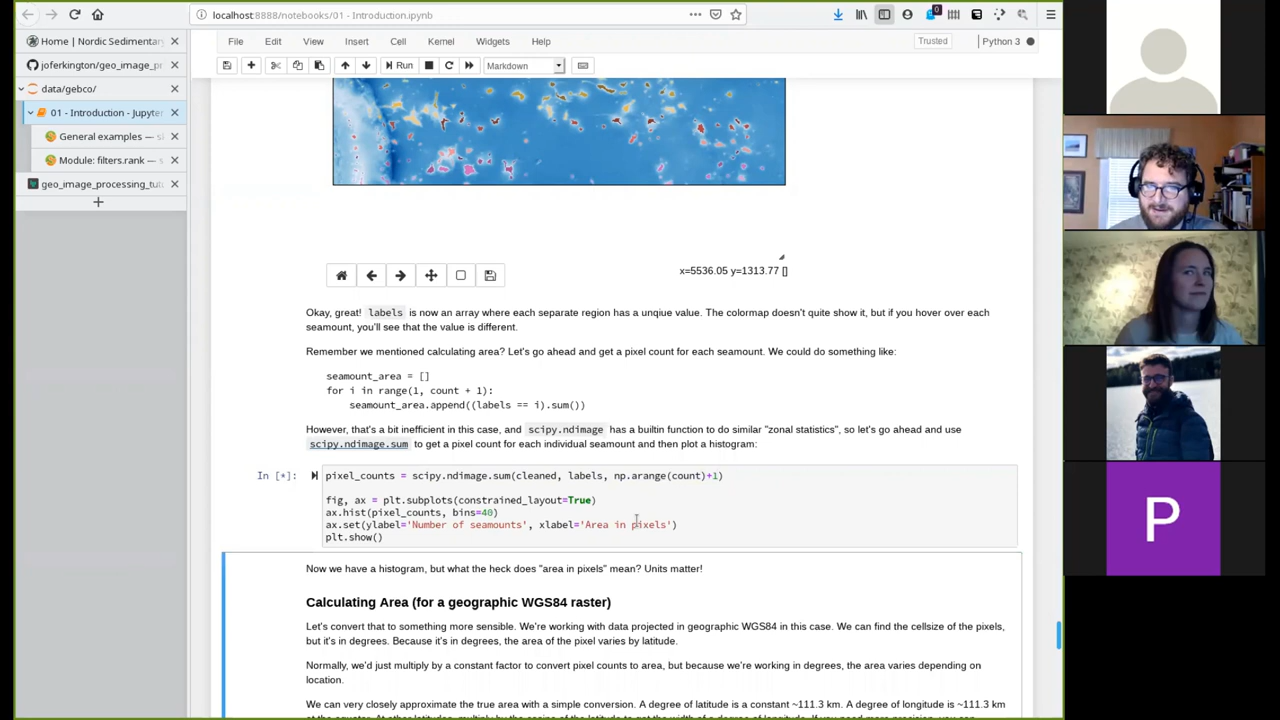 localhost:8888/notebooks/01 - Introduction.ipynb
Home | Nordic Sedimentar
joferkington/geo_image_pr
data/gebco/
01 - Introduction - Jupyter
General examples — s
Module: filters.rank — s
geo_image_processing_tuto
File Edit View Insert Cell Kernel Widgets Help
Trusted
Python 3
Run
Markdown
x=5536.05 y=1313.77 []
Okay, great! labels is now an array where each separate region has a unqiue value. The colormap doesn't quite show it, but if you hover over each
seamount, you'll see that the value is different.
Remember we mentioned calculating area? Let's go ahead and get a pixel count for each seamount. We could do something like:
seamount_area = []
for i in range(1, count + 1):
seamount_area.append((labels == i).sum())
However, that's a bit inefficient in this case, and scipy.ndimage has a builtin function to do similar "zonal statistics", so let's go ahead and use
scipy.ndimage.sum to get a pixel count for each individual seamount and then plot a histogram:
In [*]:
pixel_counts = scipy.ndimage.sum(cleaned, labels, np.arange(count)+1)
fig, ax = plt.subplots(constrained_layout=True)
ax.hist(pixel_counts, bins=40)
ax.set(ylabel='Number of seamounts', xlabel='Area in pixels')
plt.show()
Now we have a histogram, but what the heck does "area in pixels" mean? Units matter!
Calculating Area (for a geographic WGS84 raster)
Let's convert that to something more sensible. We're working with data projected in geographic WGS84 in this case. We can find the cellsize of the pixels,
but it's in degrees. Because it's in degrees, the area of the pixel varies by latitude.
Normally, we'd just multiply by a constant factor to convert pixel counts to area, but because we're working in degrees, the area varies depending on
location.
We can very closely approximate the true area with a simple conversion. A degree of latitude is a constant ~111.3 km. A degree of longitude is ~111.3 km
P